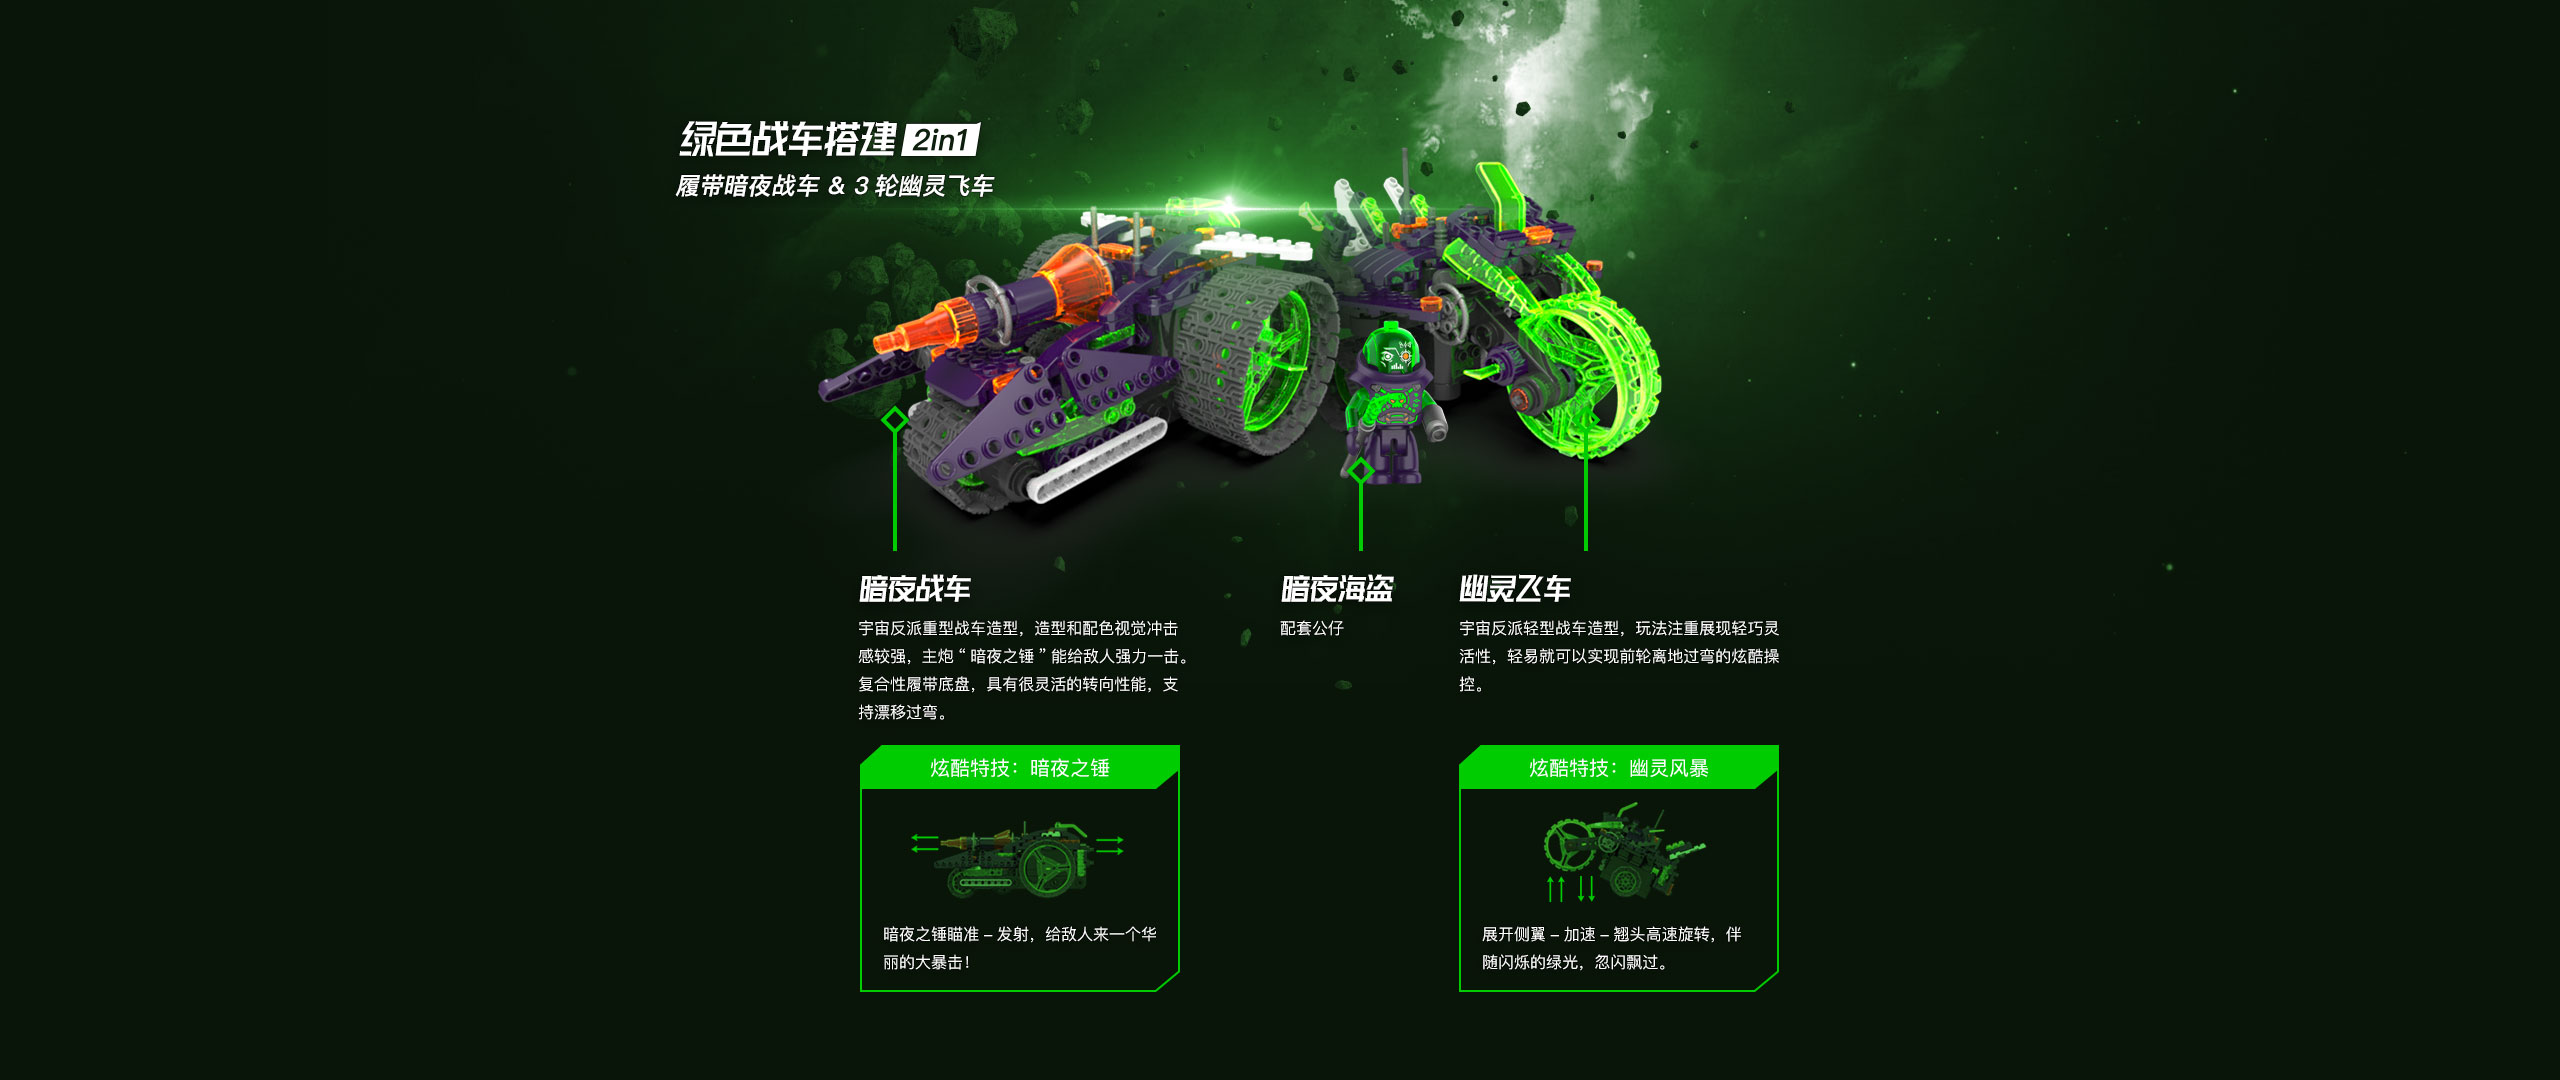 绿色战车搭建 2in1
履带暗夜战车 & 3 轮幽灵飞车
暗夜战车
宇宙反派重型战车造型，造型和配色视觉冲击
感较强，主炮“暗夜之锤”能给敌人强力一击。
复合性履带底盘，具有很灵活的转向性能，支
持漂移过弯。
暗夜海盗
配套公仔
幽灵飞车
宇宙反派轻型战车造型，玩法注重展现轻巧灵
活性，轻易就可以实现前轮离地过弯的炫酷操
控。
炫酷特技：暗夜之锤
暗夜之锤瞄准 – 发射，给敌人来一个华
丽的大暴击！
炫酷特技：幽灵风暴
展开侧翼 – 加速 – 翘头高速旋转，伴
随闪烁的绿光，忽闪飘过。